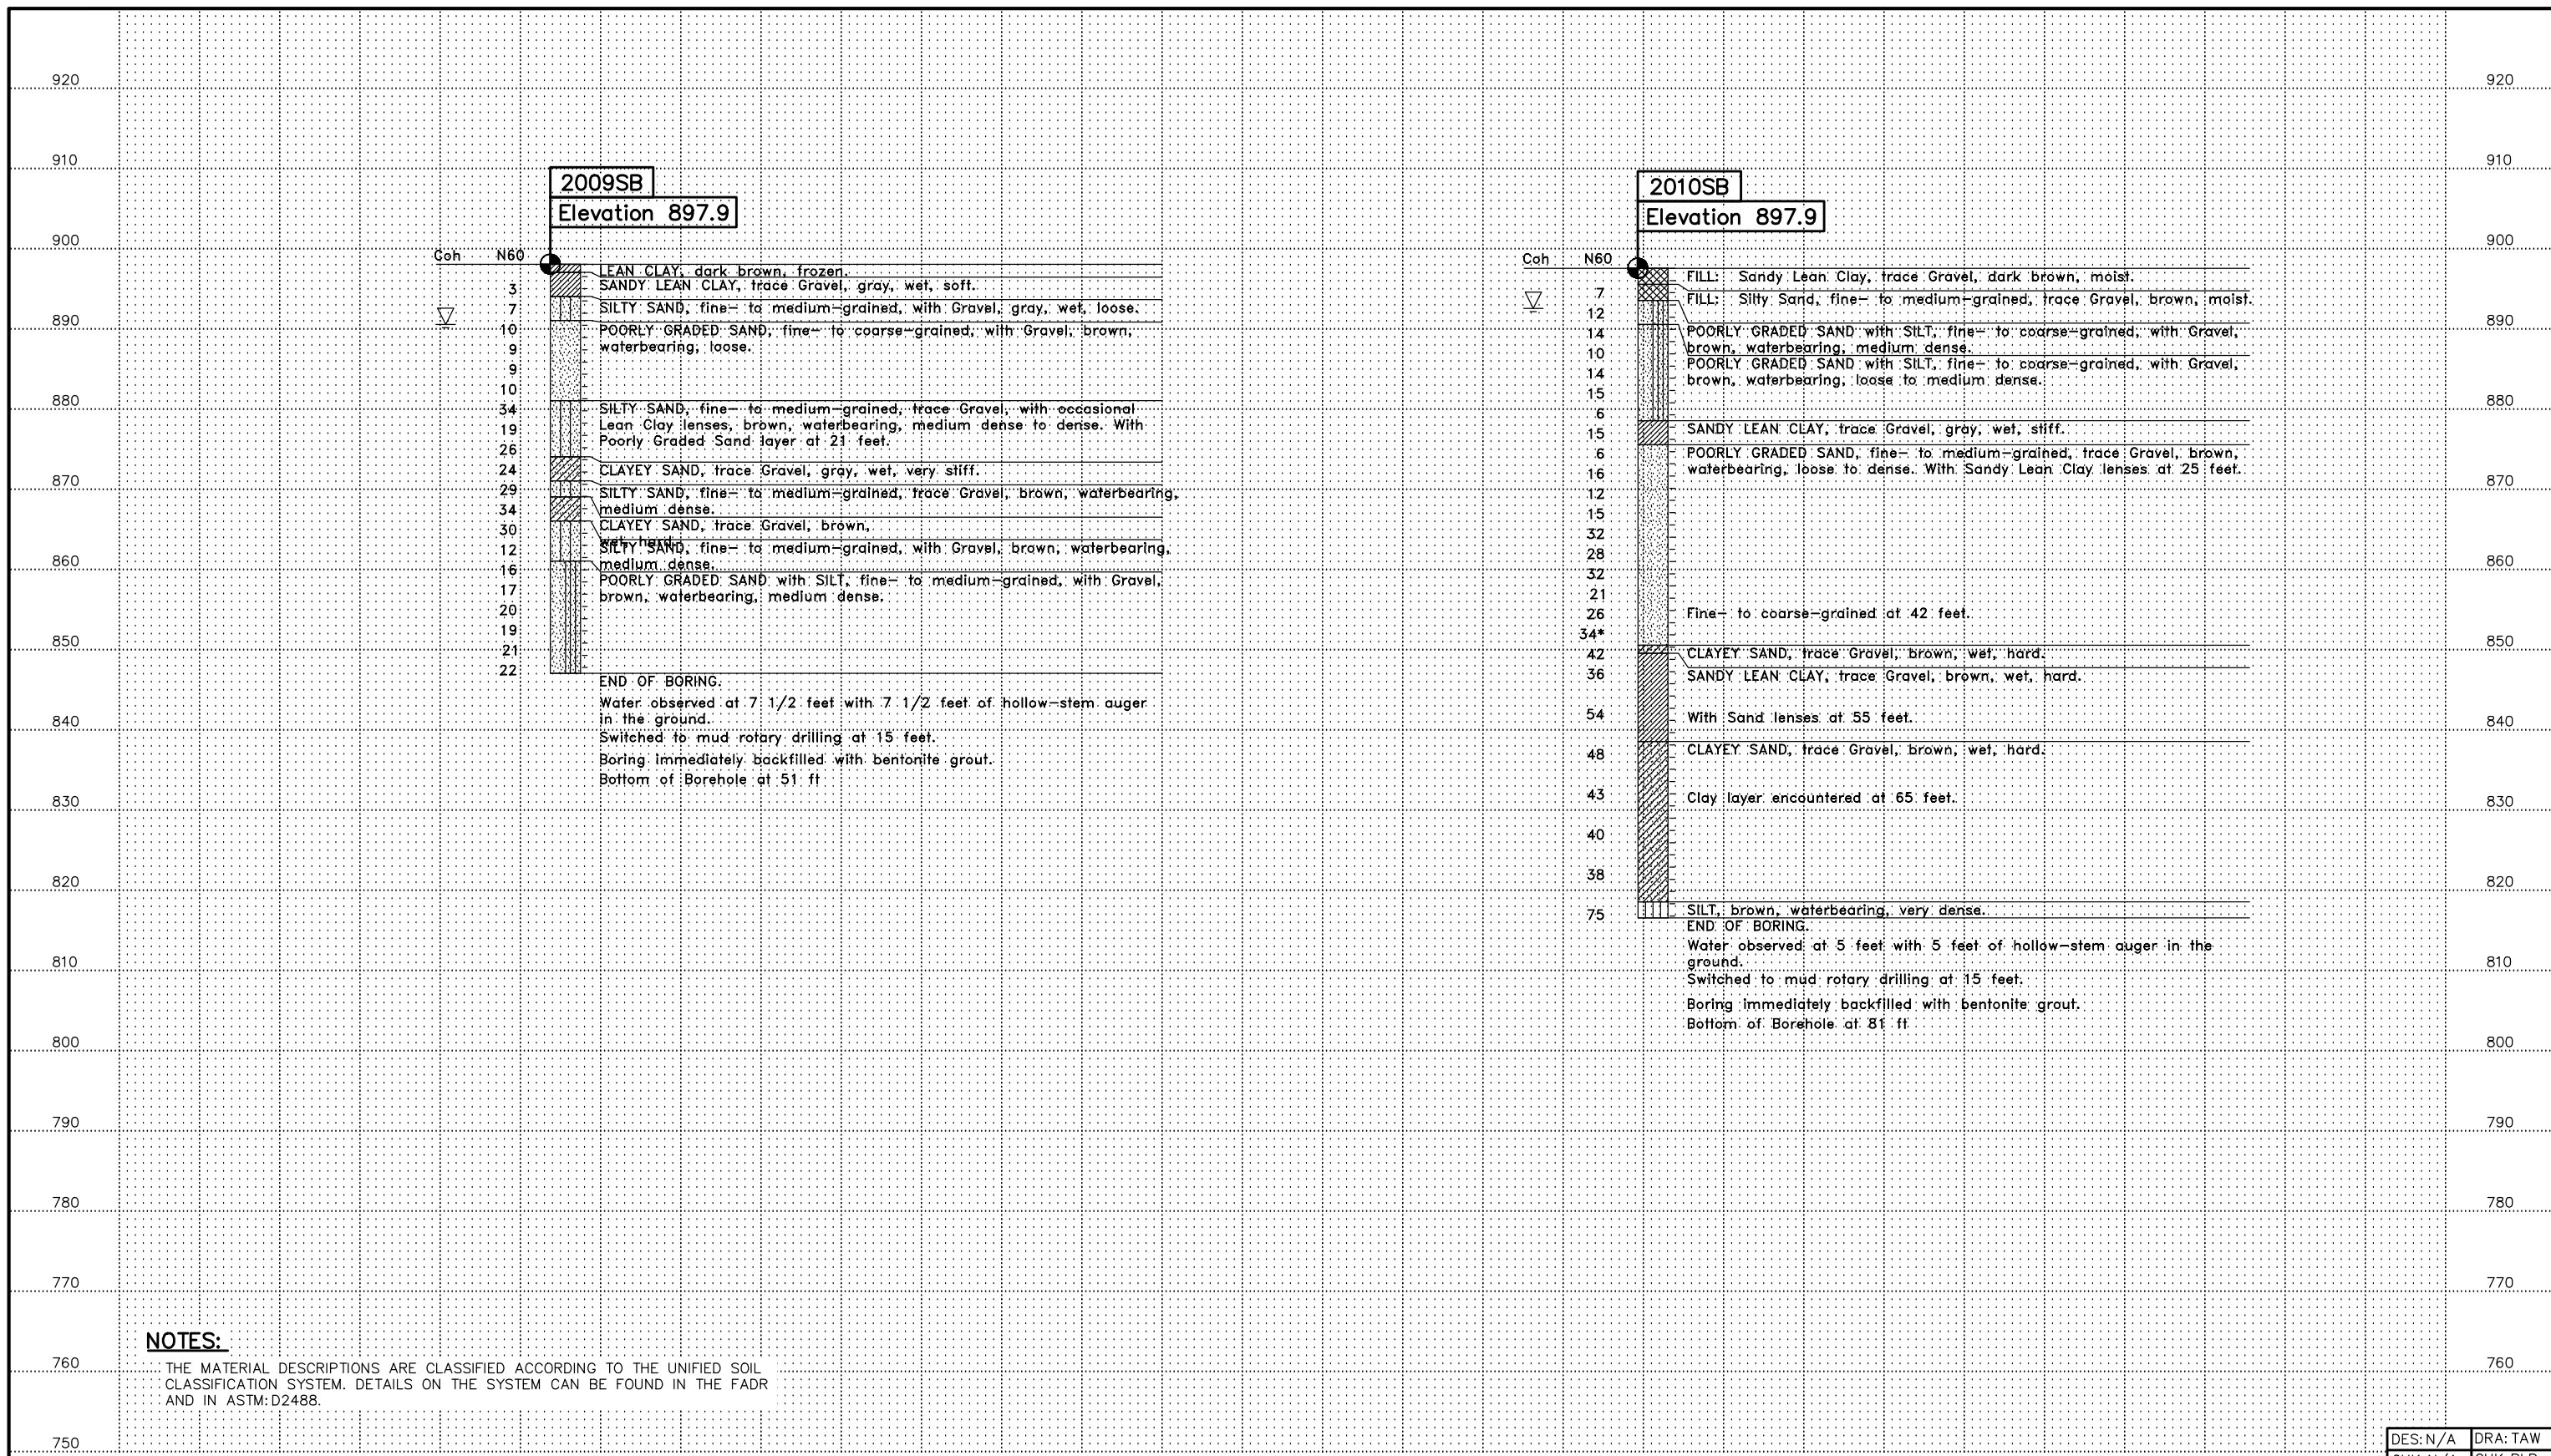 920 920
910 910
2009SB
Elevation 897.9
2010SB
Elevation 897.9
900 900
Coh N60
LEAN CLAY, dark brown, frozen.
SANDY LEAN CLAY, trace Gravel, gray, wet, soft.
3
SILTY SAND, fine- to medium-grained, with Gravel, gray, wet, loose.
7
POORLY GRADED SAND, fine- to coarse-grained, with Gravel, brown,
waterbearing, loose.
10
9
9
10
SILTY SAND, fine- to medium-grained, trace Gravel, with occasional
Lean Clay lenses, brown, waterbearing, medium dense to dense. With
Poorly Graded Sand layer at 21 feet.
34
19
26
CLAYEY SAND, trace Gravel, gray, wet, very stiff.
24
SILTY SAND, fine- to medium-grained, trace Gravel, brown, waterbearing,
medium dense.
29
34
CLAYEY SAND, trace Gravel, brown,
wet, hard.
30
SILTY SAND, fine- to medium-grained, with Gravel, brown, waterbearing,
medium dense.
12
16
POORLY GRADED SAND with SILT, fine- to medium-grained, with Gravel,
brown, waterbearing, medium dense.
17
20
19
21
22
END OF BORING.
Water observed at 7 1/2 feet with 7 1/2 feet of hollow-stem auger
in the ground.
Switched to mud rotary drilling at 15 feet.
Boring immediately backfilled with bentonite grout.
Bottom of Borehole at 51 ft
Coh N60
FILL: Sandy Lean Clay, trace Gravel, dark brown, moist.
7
FILL: Silty Sand, fine- to medium-grained, trace Gravel, brown, moist.
12
POORLY GRADED SAND with SILT, fine- to coarse-grained, with Gravel,
brown, waterbearing, medium dense.
14
10
POORLY GRADED SAND with SILT, fine- to coarse-grained, with Gravel,
brown, waterbearing, loose to medium dense.
14
15
6
SANDY LEAN CLAY, trace Gravel, gray, wet, stiff.
15
POORLY GRADED SAND, fine- to medium-grained, trace Gravel, brown,
waterbearing, loose to dense. With Sandy Lean Clay lenses at 25 feet.
6
16
12
15
32
28
32
21
26
Fine- to coarse-grained at 42 feet.
34*
CLAYEY SAND, trace Gravel, brown, wet, hard.
42
SANDY LEAN CLAY, trace Gravel, brown, wet, hard.
36
54
With Sand lenses at 55 feet.
CLAYEY SAND, trace Gravel, brown, wet, hard.
48
43
Clay layer encountered at 65 feet.
40
38
SILT, brown, waterbearing, very dense.
75
END OF BORING.
Water observed at 5 feet with 5 feet of hollow-stem auger in the
ground.
Switched to mud rotary drilling at 15 feet.
Boring immediately backfilled with bentonite grout.
Bottom of Borehole at 81 ft
890 890
880 880
870 870
860 860
850 850
840 840
830 830
820 820
810 810
800 800
790 790
780 780
770 770
760 760
750
NOTES:
THE MATERIAL DESCRIPTIONS ARE CLASSIFIED ACCORDING TO THE UNIFIED SOIL
CLASSIFICATION SYSTEM. DETAILS ON THE SYSTEM CAN BE FOUND IN THE FADR
AND IN ASTM:D2488.
DES: N/A DRA: TAW